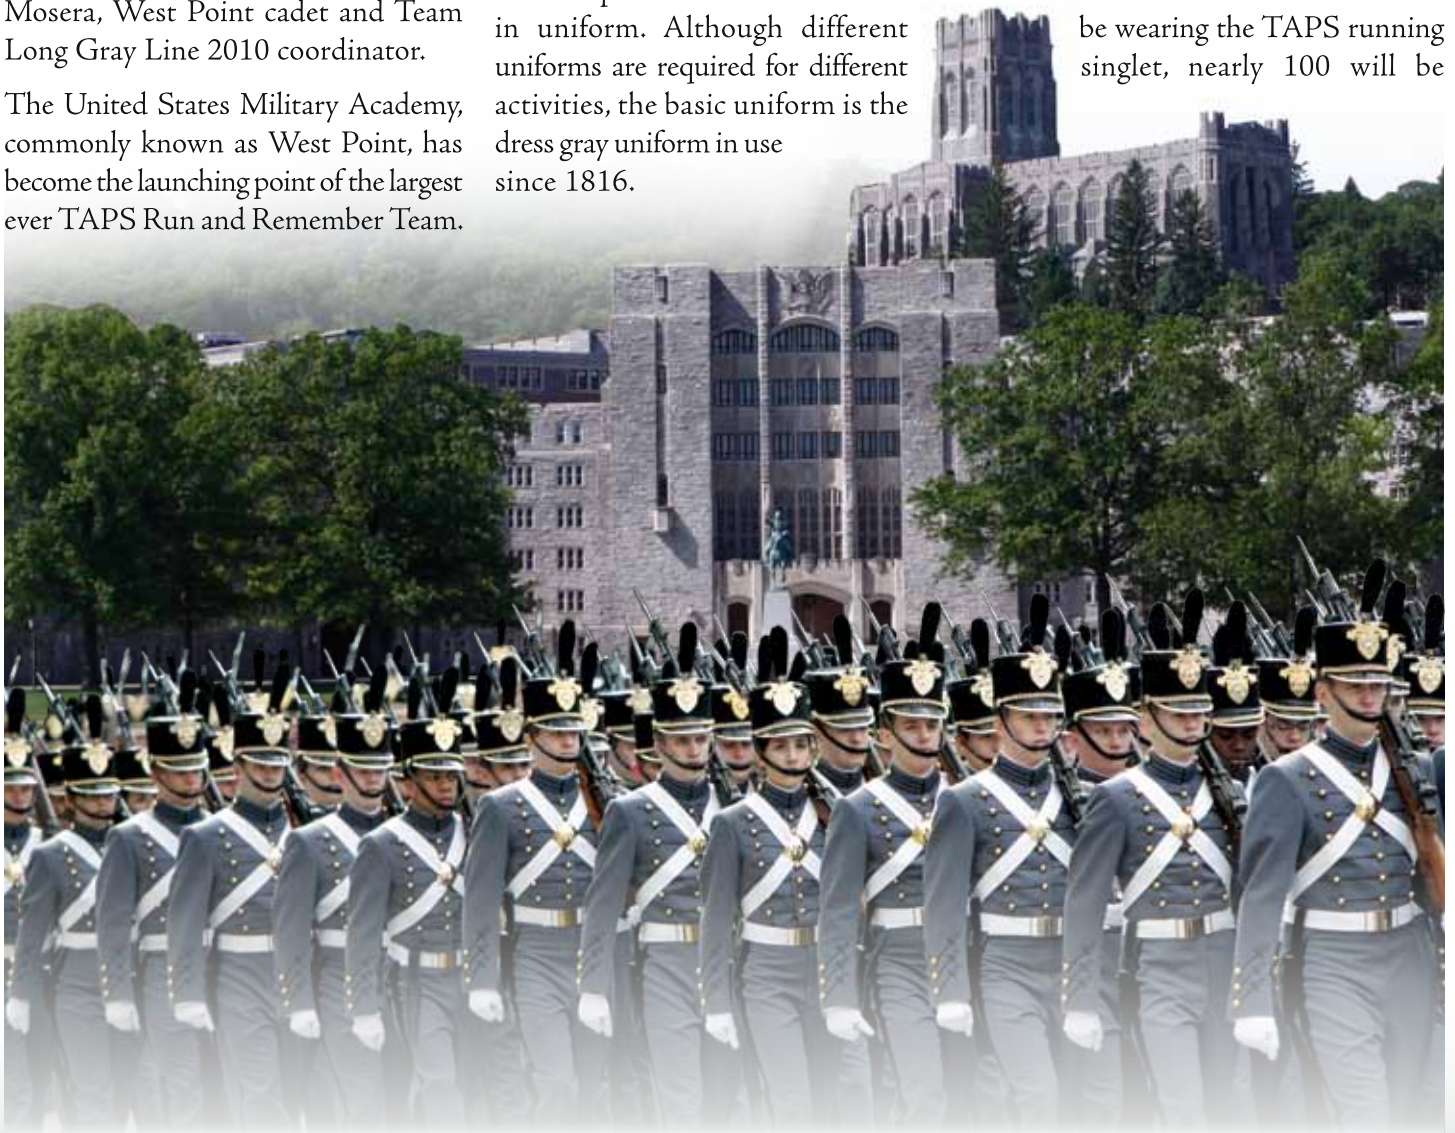 Mosera, West Point cadet and Team
Long Gray Line 2010 coordinator.
The United States Military Academy,
commonly known as West Point, has
become the launching point of the largest
ever TAPS Run and Remember Team.
in uniform. Although different
uniforms are required for different
activities, the basic uniform is the
dress gray uniform in use
since 1816.
be wearing the TAPS running
singlet, nearly 100 will be